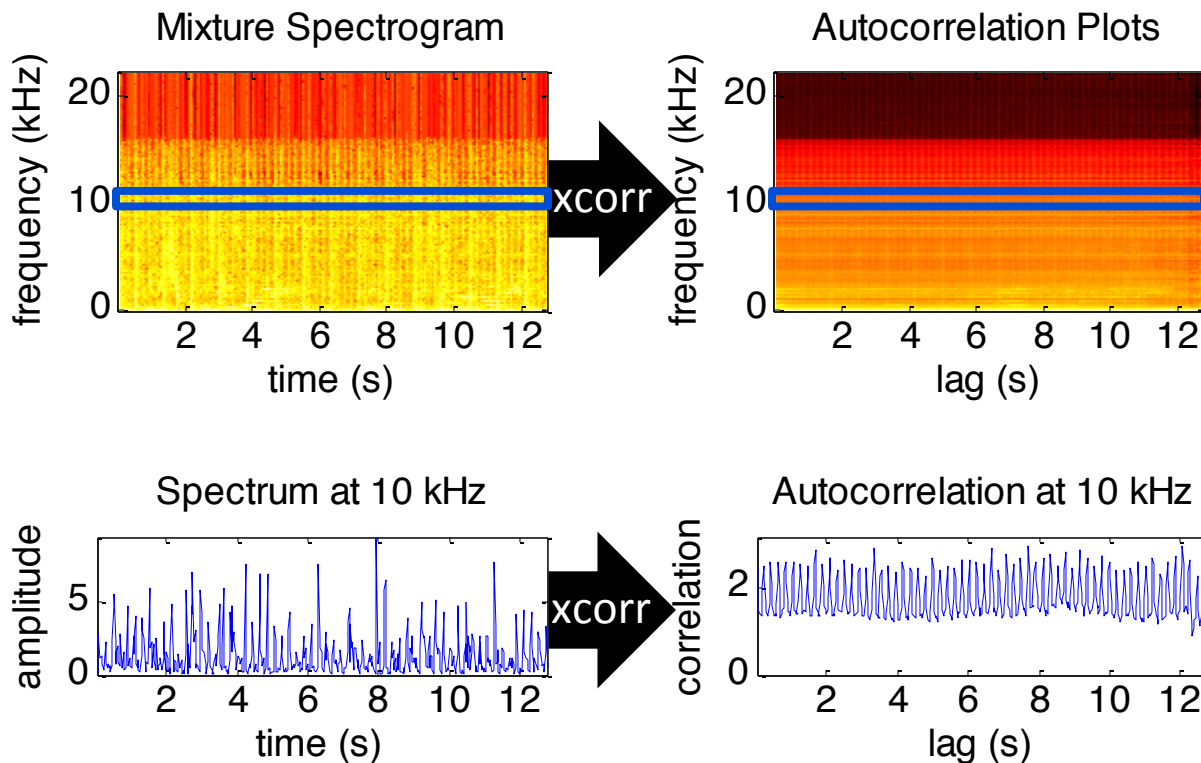 Mixture Spectrogram
Autocorrelation Plots
frequency (kHz)
20
10
0
2 4 6 8 10 12
time (s)
xcorr
frequency (kHz)
20
10
0
2 4 6 8 10 12
lag (s)
Spectrum at 10 kHz
Autocorrelation at 10 kHz
amplitude
5
0
2 4 6 8 10 12
time (s)
xcorr
correlation
2
0
2 4 6 8 10 12
lag (s)